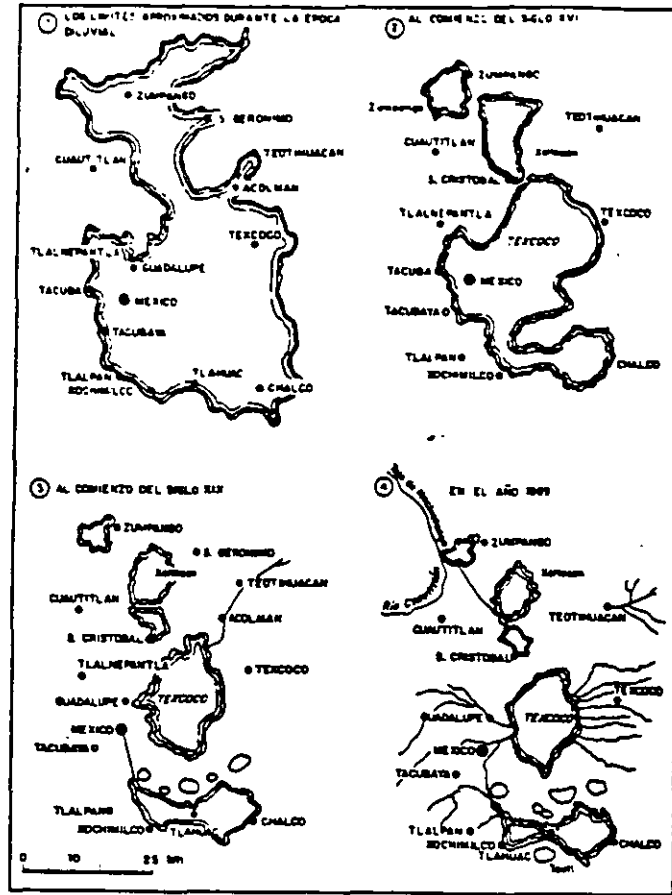 1 LOS LIMITES APROXIMADOS DURANTE LA EPOCA
DILUVIAL
ZUMPANGO
S. GERONIMO
CUAUTITLAN
TEOTIHUACAN
ACOLMAN
TEXCOCO
TLALNEPANTLA
GUADALUPE
TACUBA
MEXICO
TACUBAYA
TLALPAN
XOCHIMILCO
TLAHUAC
CHALCO
2 AL COMIENZO DEL SIGLO XVI
ZUMPANGO
Zumpango
TEOTIHUACAN
CUAUTITLAN
Xaltocan
S. CRISTOBAL
TLALNEPANTLA
TEXCOCO
TEXCOCO
TACUBA
MEXICO
TACUBAYA
TLALPAN
XOCHIMILCO
CHALCO
3 AL COMIENZO DEL SIGLO XIX
ZUMPANGO
S. GERONIMO
Xaltocan
TEOTIHUACAN
CUAUTITLAN
ACOLMAN
S. CRISTOBAL
TLALNEPANTLA
TEXCOCO
GUADALUPE
TEXCOCO
MEXICO
TACUBAYA
TLALPAN
XOCHIMILCO
TLAHUAC
CHALCO
0 10 25 km
4 EN EL AÑO 1889
ZUMPANGO
Xaltocan
Río C
TEOTIHUACAN
CUAUTITLAN
S. CRISTOBAL
GUADALUPE
TEXCOCO
TEXCOCO
MEXICO
TACUBAYA
TLALPAN
XOCHIMILCO
TLAHUAC
CHALCO